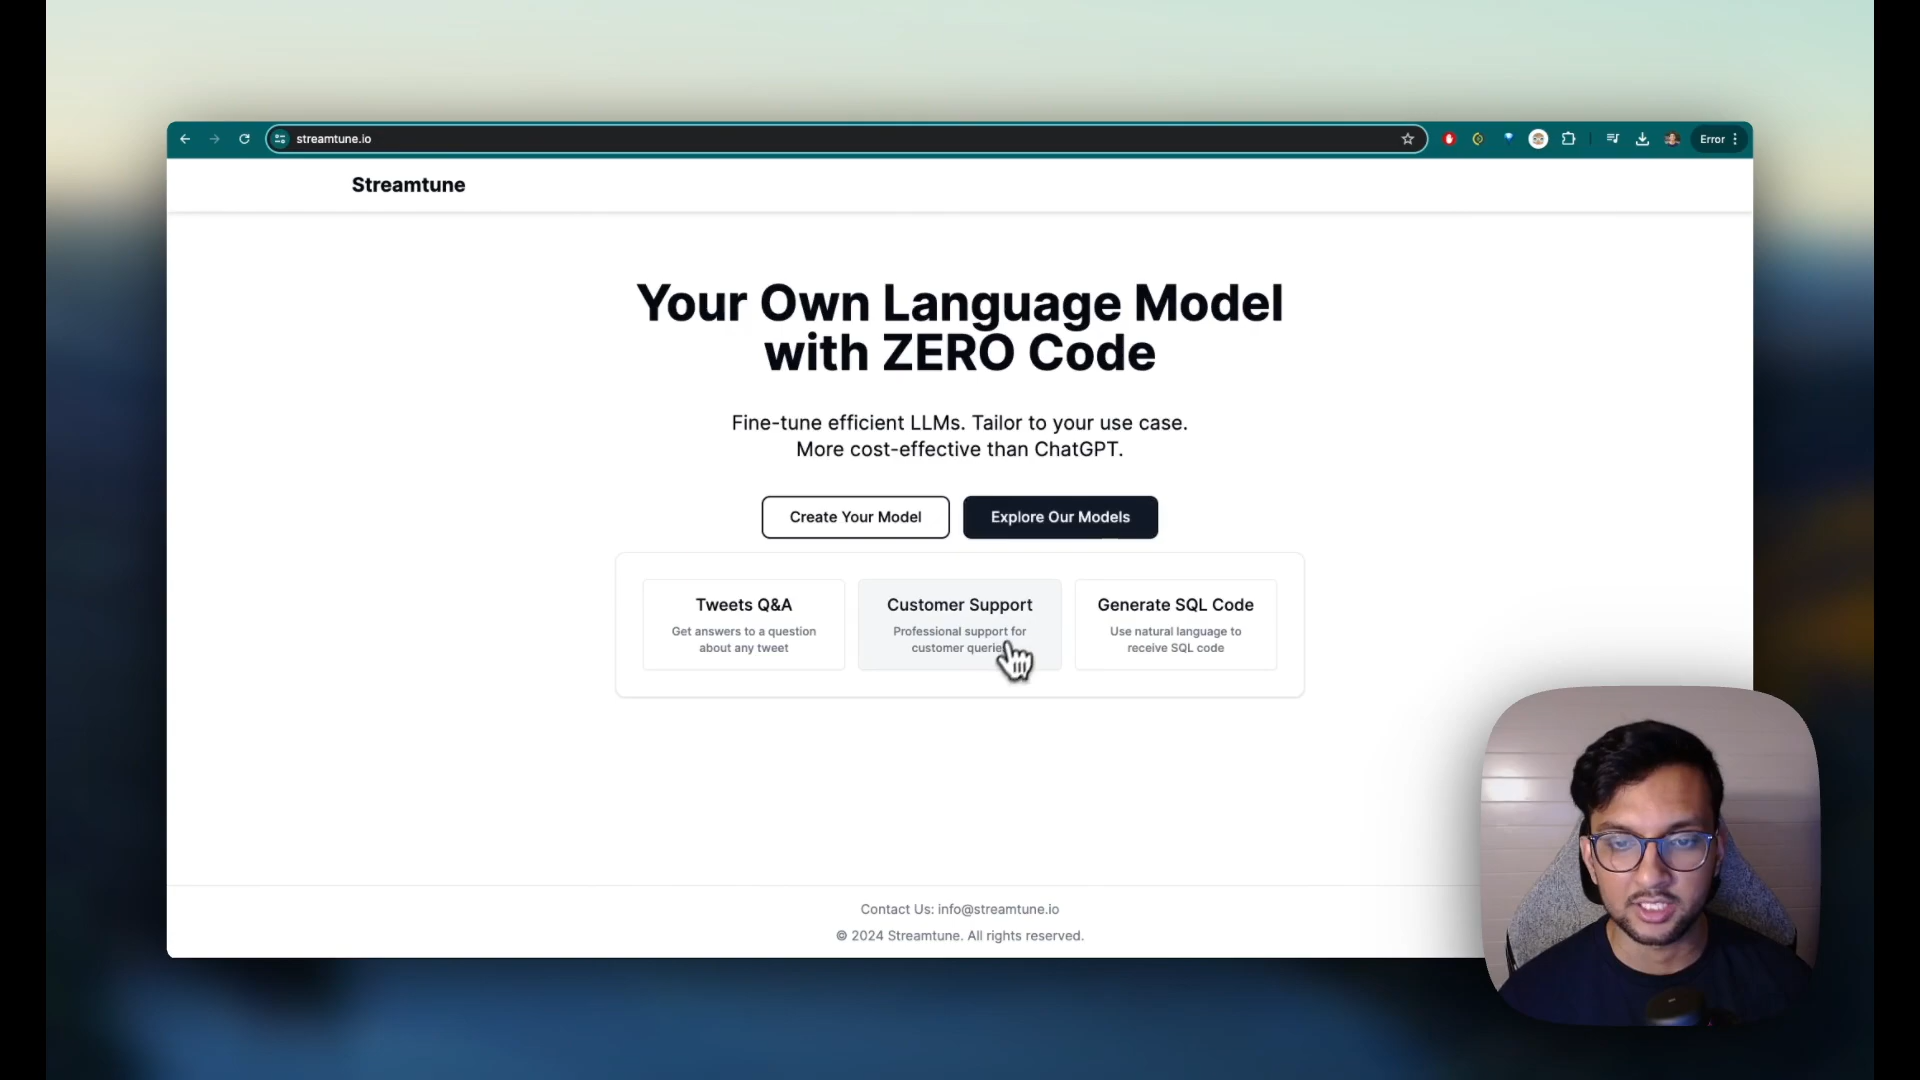 streamtune.io
Error
Streamtune
Your Own Language Model
with ZERO Code
Fine-tune efficient LLMs. Tailor to your use case.
More cost-effective than ChatGPT.
Create Your Model
Explore Our Models
Tweets Q&A
Get answers to a question
about any tweet
Customer Support
Professional support for
customer querie
Generate SQL Code
Use natural language to
receive SQL code
Contact Us: info@streamtune.io
© 2024 Streamtune. All rights reserved.